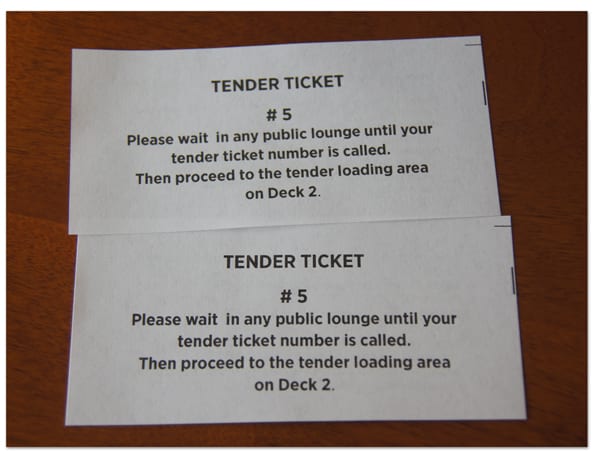 TENDER TICKET
# 5
Please wait in any public lounge until your
tender ticket number is called.
Then proceed to the tender loading area
on Deck 2.
TENDER TICKET
# 5
Please wait in any public lounge until your
tender ticket number is called.
Then proceed to the tender loading area
on Deck 2.